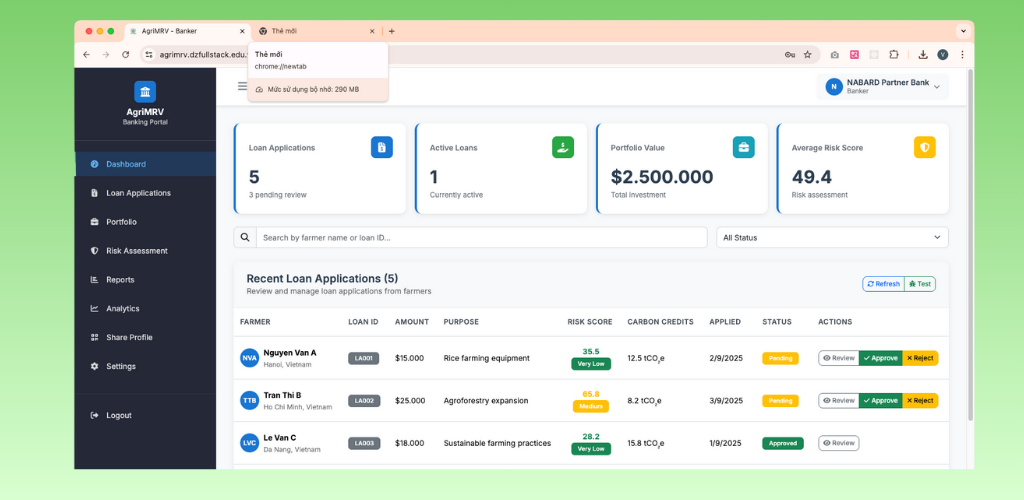 AgriMRV - Banker
Thẻ mới
agrimrv.dzfullstack.edu.
Thẻ mới
chrome://newtab
Mức sử dụng bộ nhớ: 290 MB
V
AgriMRV
Banking Portal
Dashboard
Loan Applications
Portfolio
Risk Assessment
Reports
Analytics
Share Profile
Settings
Logout
N
NABARD Partner Bank
Banker
Loan Applications
5
3 pending review
Active Loans
1
Currently active
Portfolio Value
$2.500.000
Total Investment
Average Risk Score
49.4
Risk assessment
Search by farmer name or loan ID...
All Status
Recent Loan Applications (5)
Review and manage loan applications from farmers
Refresh
Test
FARMER LOAN ID AMOUNT PURPOSE RISK SCORE CARBON CREDITS APPLIED STATUS ACTIONS
NVA Nguyen Van A
Hanoi, Vietnam
LA001 $15.000 Rice farming equipment 35.5
Very Low
12.5 tCO₂e 2/9/2025 Pending Review Approve Reject
TTB Tran Thi B
Ho Chi Minh, Vietnam
LA002 $25.000 Agroforestry expansion 65.8
Medium
8.2 tCO₂e 3/9/2025 Pending Review Approve Reject
LVC Le Van C
Da Nang, Vietnam
LA003 $18.000 Sustainable farming practices 28.2
Very Low
15.8 tCO₂e 1/9/2025 Approved Review